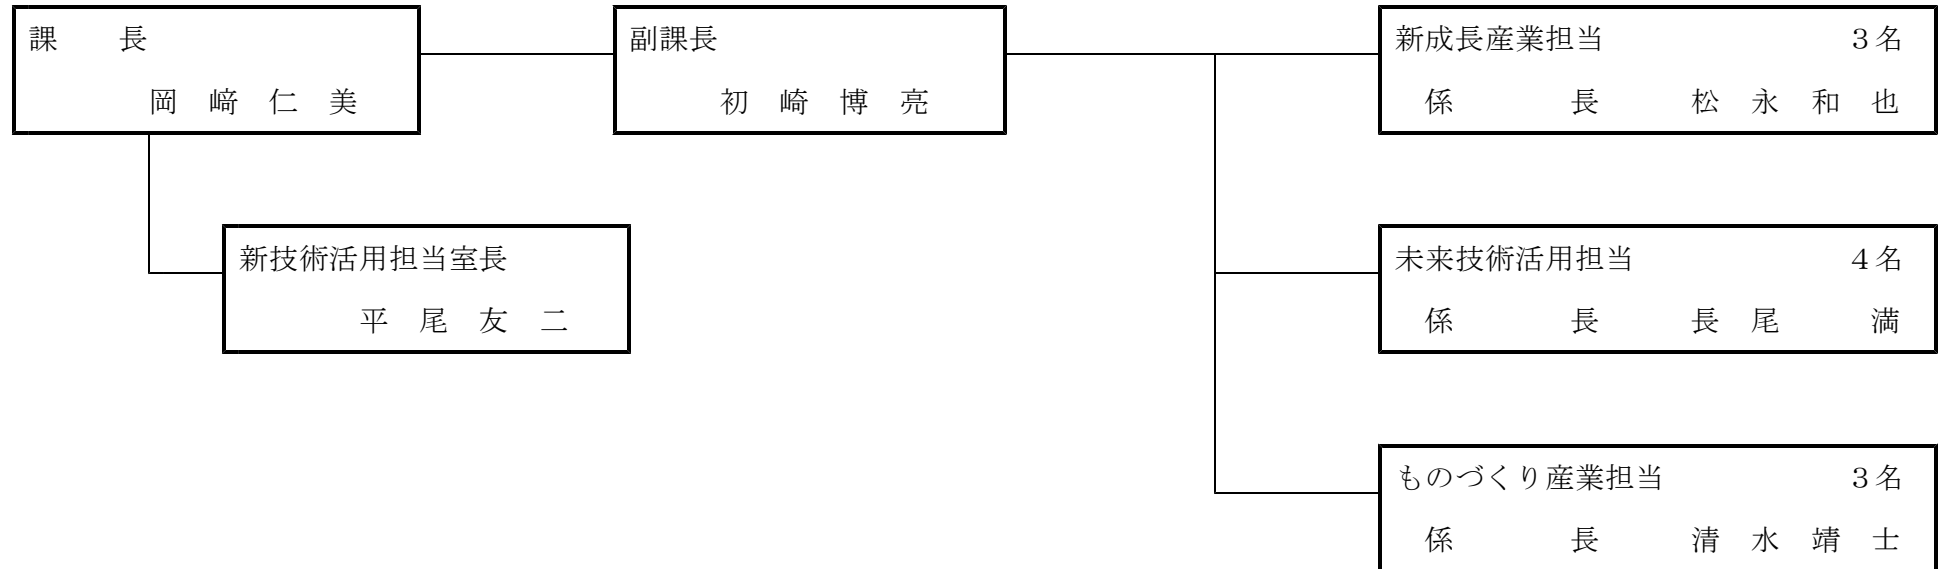 課　　長
岡　﨑　仁　美
副課長
初　崎　博　亮
新成長産業担当　　　　　　　　３名
係　　　　長　　　松　永　和　也
新技術活用担当室長
平　尾　友　二
未来技術活用担当　　　　　　　４名
係　　　　長　　　長　尾　　　満
ものづくり産業担当　　　　　　３名
係　　　　長　　　清　水　靖　士